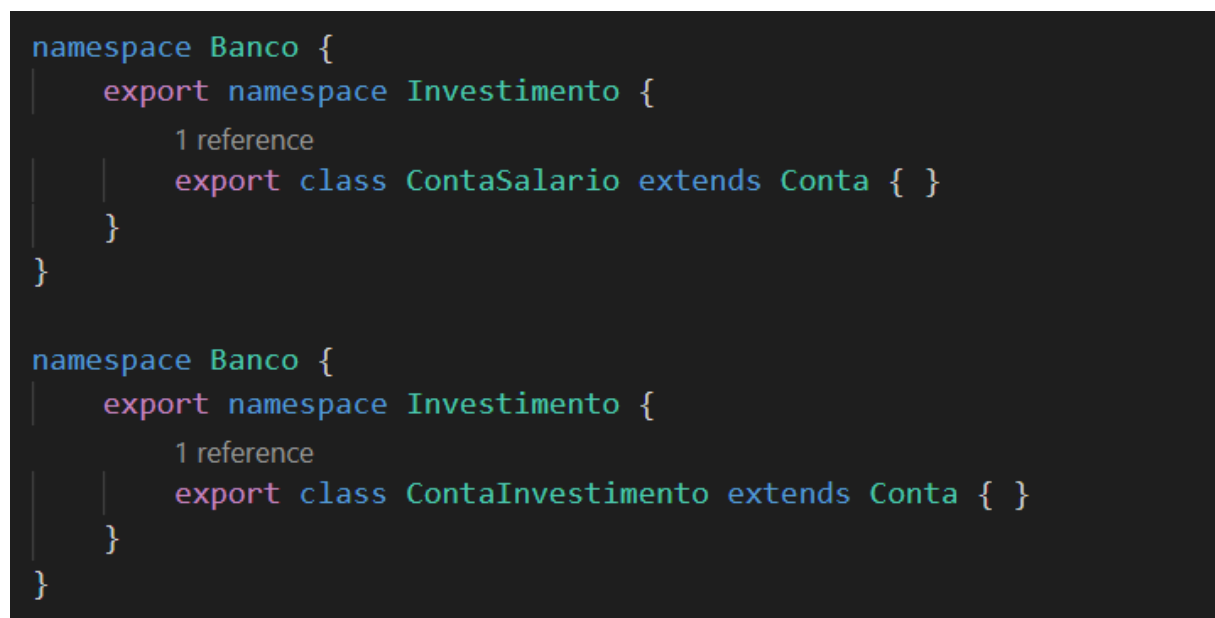 namespace Banco {
export namespace Investimento {
1 reference
export class ContaSalario extends Conta { }
}
}
namespace Banco {
export namespace Investimento {
1 reference
export class ContaInvestimento extends Conta { }
}
}